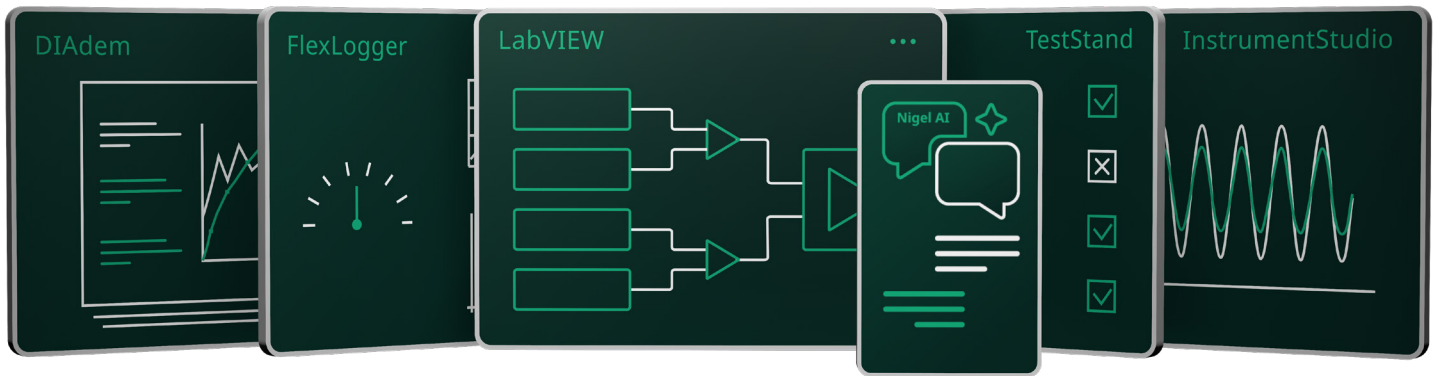 DIAdem
FlexLogger
LabVIEW
Nigel AI
TestStand
InstrumentStudio